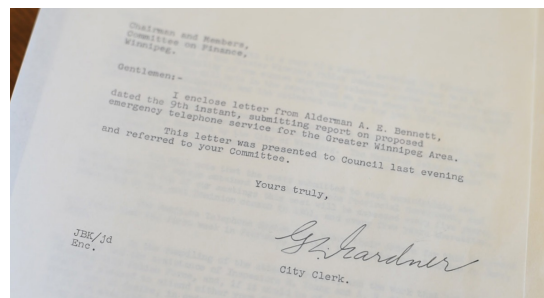 Chairman and Members,
Committee on Finance,
Winnipeg.
Gentlemen:-
I enclose letter from Alderman A. E. Bennett,
dated the 9th instant, submitting report on proposed
emergency telephone service for the Greater Winnipeg Area.
This letter was presented to Council last evening
and referred to your Committee.
Yours truly,
G. L. Gardner
City Clerk.
JBK/jd
Enc.